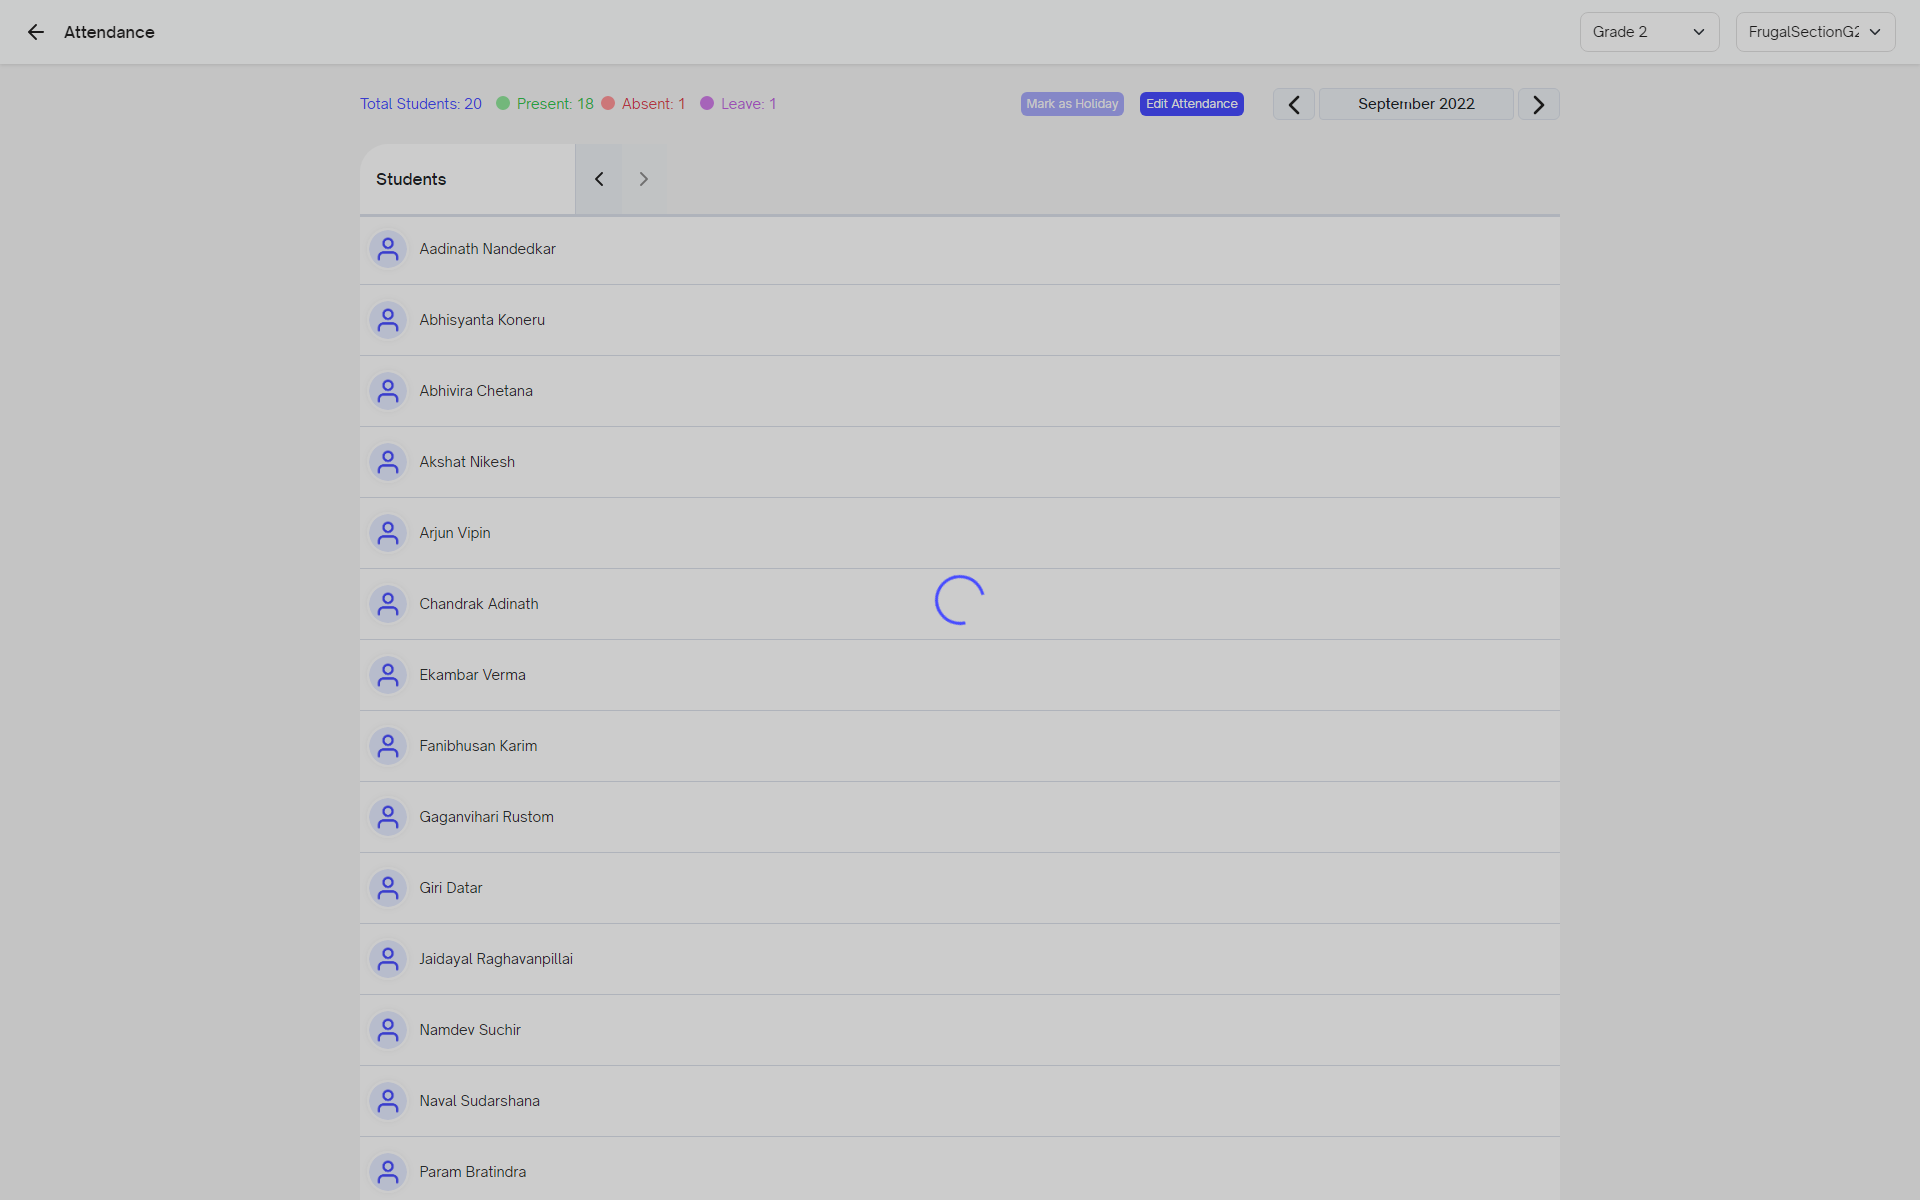 Attendance
Grade 2
FrugalSectionG2
Total Students: 20
Present: 18
Absent: 1
Leave: 1
Mark as Holiday
Edit Attendance
September 2022
Students
Aadinath Nandedkar
Abhisyanta Koneru
Abhivira Chetana
Akshat Nikesh
Arjun Vipin
Chandrak Adinath
Ekambar Verma
Fanibhusan Karim
Gaganvihari Rustom
Giri Datar
Jaidayal Raghavanpillai
Namdev Suchir
Naval Sudarshana
Param Bratindra